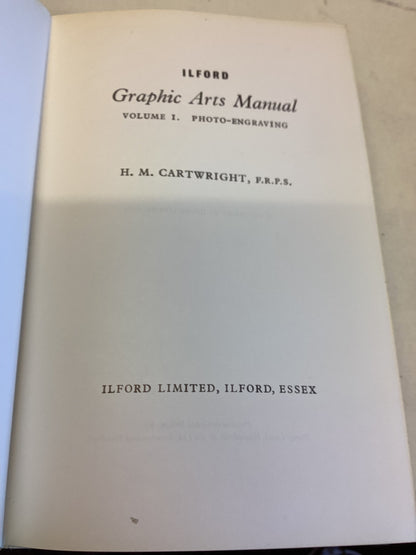 ILFORD
Graphic Arts Manual
VOLUME I. PHOTO-ENGRAVING
H. M. CARTWRIGHT, F.R.P.S.
ILFORD LIMITED, ILFORD, ESSEX